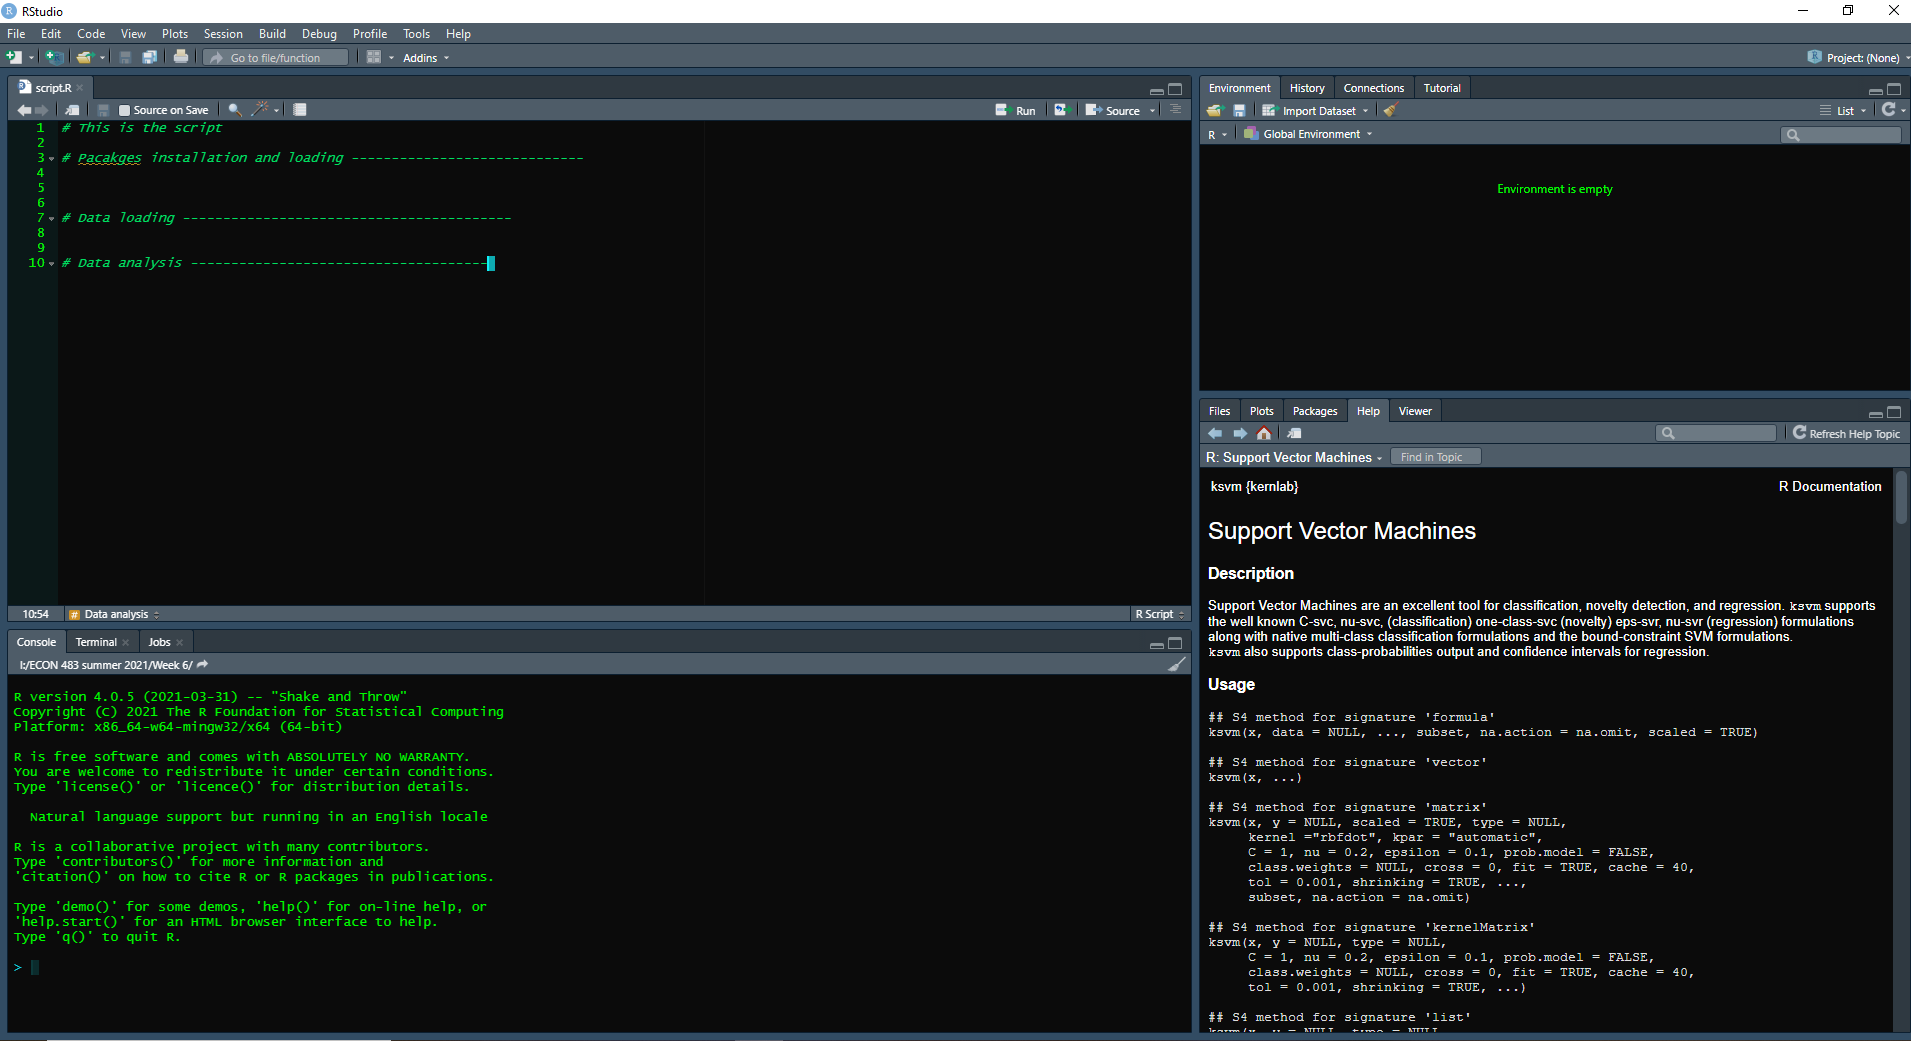 RStudio
File Edit Code View Plots Session Build Debug Profile Tools Help
Go to file/function Addins Project: (None)
script.R
Source on Save Run Source
1 # This is the script
2
3 # Pacakges installation and loading -----------------------------
4
5
6
7 # Data loading -----------------------------------------
8
9
10 # Data analysis -------------------------------------
10:54 # Data analysis R Script
Console Terminal Jobs
I:/ECON 483 summer 2021/Week 6/
R version 4.0.5 (2021-03-31) -- "Shake and Throw"
Copyright (C) 2021 The R Foundation for Statistical Computing
Platform: x86_64-w64-mingw32/x64 (64-bit)
R is free software and comes with ABSOLUTELY NO WARRANTY.
You are welcome to redistribute it under certain conditions.
Type 'license()' or 'licence()' for distribution details.
Natural language support but running in an English locale
R is a collaborative project with many contributors.
Type 'contributors()' for more information and
'citation()' on how to cite R or R packages in publications.
Type 'demo()' for some demos, 'help()' for on-line help, or
'help.start()' for an HTML browser interface to help.
Type 'q()' to quit R.
>
Environment History Connections Tutorial
Import Dataset List
R Global Environment
Environment is empty
Files Plots Packages Help Viewer
Refresh Help Topic
R: Support Vector Machines Find in Topic
ksvm {kernlab} R Documentation
Support Vector Machines
Description
Support Vector Machines are an excellent tool for classification, novelty detection, and regression. ksvm supports
the well known C-svc, nu-svc, (classification) one-class-svc (novelty) eps-svr, nu-svr (regression) formulations
along with native multi-class classification formulations and the bound-constraint SVM formulations.
ksvm also supports class-probabilities output and confidence intervals for regression.
Usage
## S4 method for signature 'formula'
ksvm(x, data = NULL, ..., subset, na.action = na.omit, scaled = TRUE)
## S4 method for signature 'vector'
ksvm(x, ...)
## S4 method for signature 'matrix'
ksvm(x, y = NULL, scaled = TRUE, type = NULL,
kernel ="rbfdot", kpar = "automatic",
C = 1, nu = 0.2, epsilon = 0.1, prob.model = FALSE,
class.weights = NULL, cross = 0, fit = TRUE, cache = 40,
tol = 0.001, shrinking = TRUE, ...,
subset, na.action = na.omit)
## S4 method for signature 'kernelMatrix'
ksvm(x, y = NULL, type = NULL,
C = 1, nu = 0.2, epsilon = 0.1, prob.model = FALSE,
class.weights = NULL, cross = 0, fit = TRUE, cache = 40,
tol = 0.001, shrinking = TRUE, ...)
## S4 method for signature 'list'
ksvm(x, y = NULL, type = NULL,